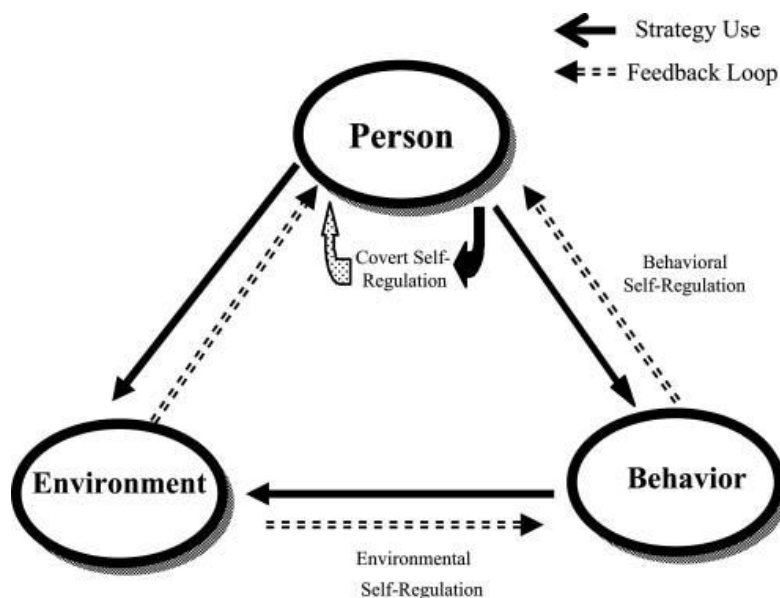 Strategy Use
Feedback Loop
Person
Covert Self-
Regulation
Behavioral
Self-Regulation
Environment
Behavior
Environmental
Self-Regulation